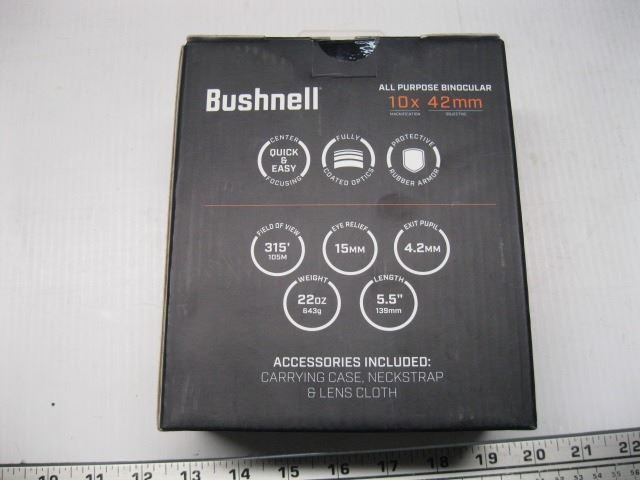 Bushnell
ALL PURPOSE BINOCULAR
10x 42mm
MAGNIFICATION OBJECTIVE
CENTER
QUICK
& EASY
FOCUSING
FULLY
COATED OPTICS
PROTECTIVE
RUBBER ARMOR
FIELD OF VIEW
315'
105M
EYE RELIEF
15MM
EXIT PUPIL
4.2MM
WEIGHT
22OZ
643g
LENGTH
5.5"
139mm
ACCESSORIES INCLUDED:
CARRYING CASE, NECKSTRAP
& LENS CLOTH
10 11 12 13 14 15 16 17 18 19 20 21 22